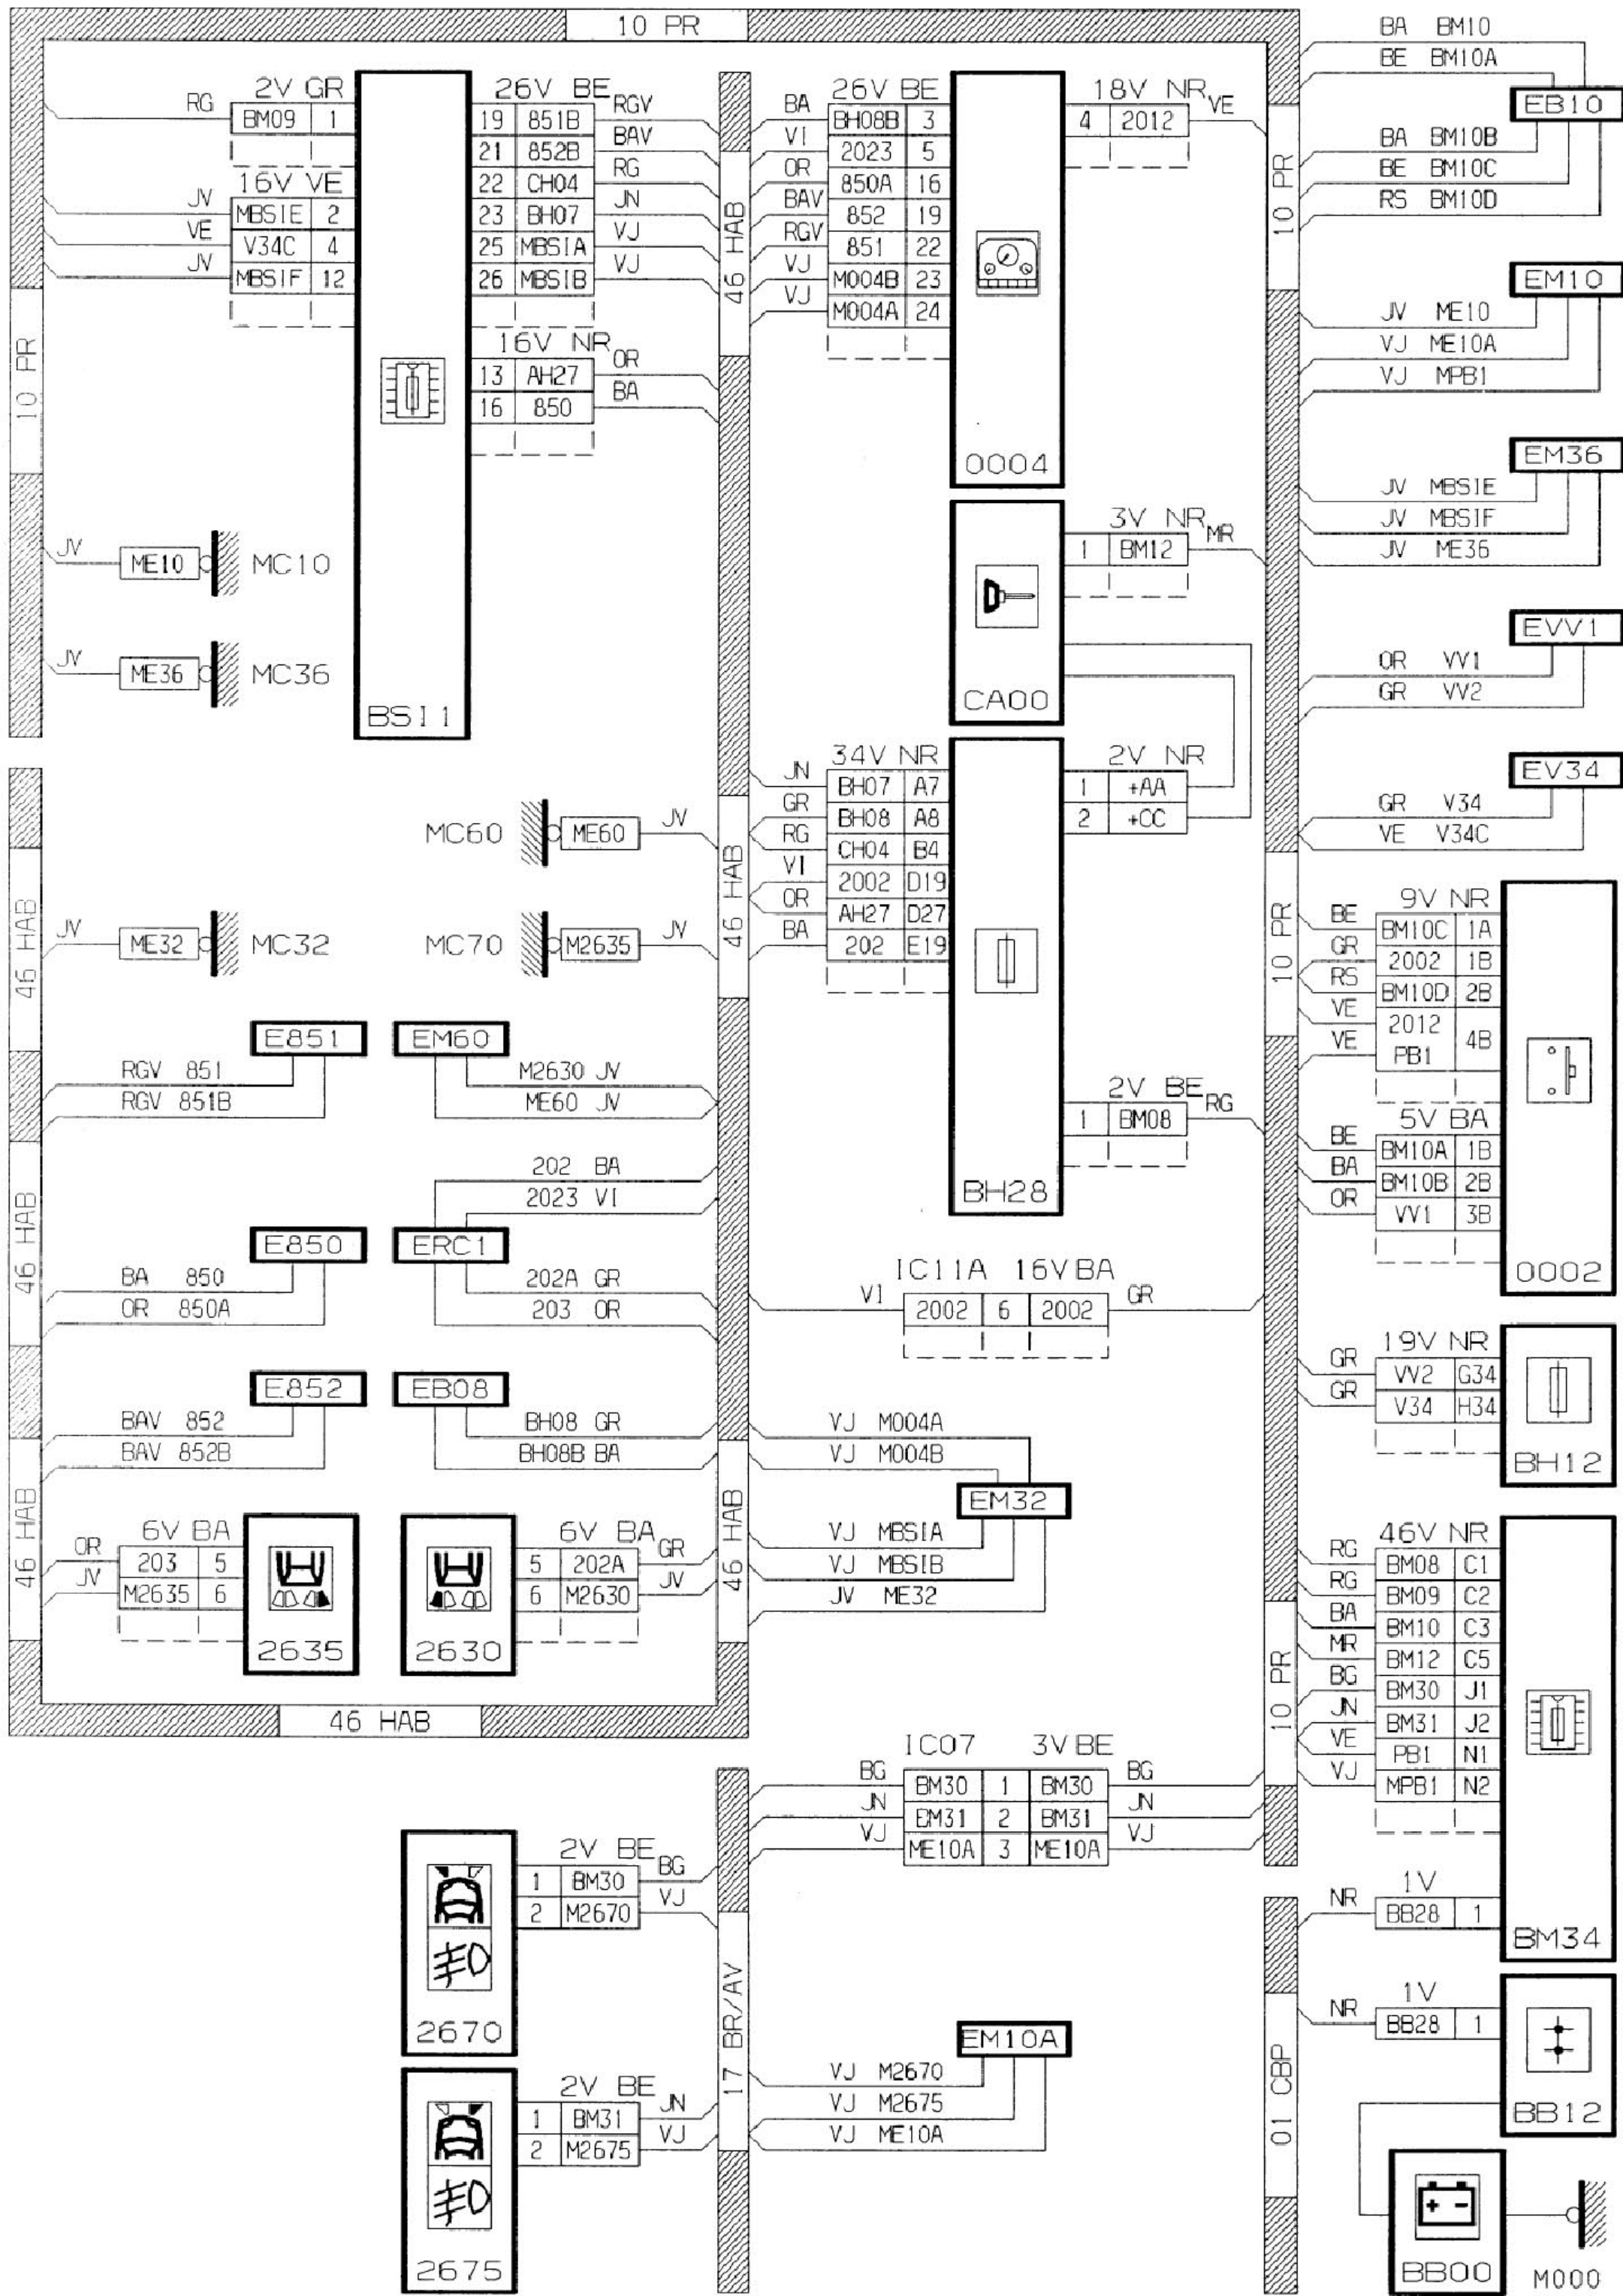 10 PR
2V GR
RG BM09 1
16V VE
JV MBSIE 2
VE V34C 4
JV MBSIF 12
26V BE
19 851B RGV
21 852B BAV
22 CH04 RG
23 BH07 JN
25 MBSIA VJ
26 MBSIB VJ
16V NR
13 AH27 OR
16 850 BA
BSI1
10 PR
JV ME10 MC10
JV ME36 MC36
46 HAB
26V BE
BA BH08B 3
VI 2023 5
OR 850A 16
BAV 852 19
RGV 851 22
VJ M004B 23
VJ M004A 24
18V NR
4 2012 VE
0004
3V NR
1 BM12 MR
CA00
34V NR
JN BH07 A7
GR BH08 A8
RG CH04 B4
VI 2002 D19
OR AH27 D27
BA 202 E19
2V NR
1 +AA
2 +CC
2V BE
1 BM08 RG
BH28
10 PR
BA BM10
BE BM10A
EB10
BA BM10B
BE BM10C
RS BM10D
EM10
JV ME10
VJ ME10A
VJ MPB1
EM36
JV MBSIE
JV MBSIF
JV ME36
EVV1
OR VV1
GR VV2
EV34
GR V34
VE V34C
MC60 ME60 JV
46 HAB
46 HAB
JV ME32 MC32
MC70 M2635 JV
E851
RGV 851
RGV 851B
EM60
M2630 JV
ME60 JV
46 HAB
202 BA
2023 VI
E850
BA 850
OR 850A
ERC1
202A GR
203 OR
E852
BAV 852
BAV 852B
EB08
BH08 GR
BH08B BA
46 HAB
6V BA
OR 203 5
JV M2635 6
2635
6V BA
5 202A GR
6 M2630 JV
2630
46 HAB
46 HAB
IC11A 16V BA
VI 2002 6 2002 GR
VJ M004A
VJ M004B
EM32
VJ MBSIA
VJ MBSIB
JV ME32
10 PR
9V NR
BE BM10C 1A
GR 2002 1B
RS BM10D 2B
VE 2012
VE PB1 4B
5V BA
BE BM10A 1B
BA BM10B 2B
OR VV1 3B
0002
19V NR
GR VV2 G34
GR V34 H34
BH12
10 PR
46V NR
RG BM08 C1
RG BM09 C2
BA BM10 C3
MR BM12 C5
BG BM30 J1
JN BM31 J2
VE PB1 N1
VJ MPB1 N2
1V
NR BB28 1
BM34
IC07 3V BE
BG BM30 1 BM30 BG
JN EM31 2 BM31 JN
VJ ME10A 3 ME10A VJ
2V BE
1 BM30 BG
2 M2670 VJ
2670
17 BR/AV
EM10A
VJ M2670
VJ M2675
VJ ME10A
2V BE
1 BM31 JN
2 M2675 VJ
2675
01 CBP
1V
NR BB28 1
BB12
BB00
M000